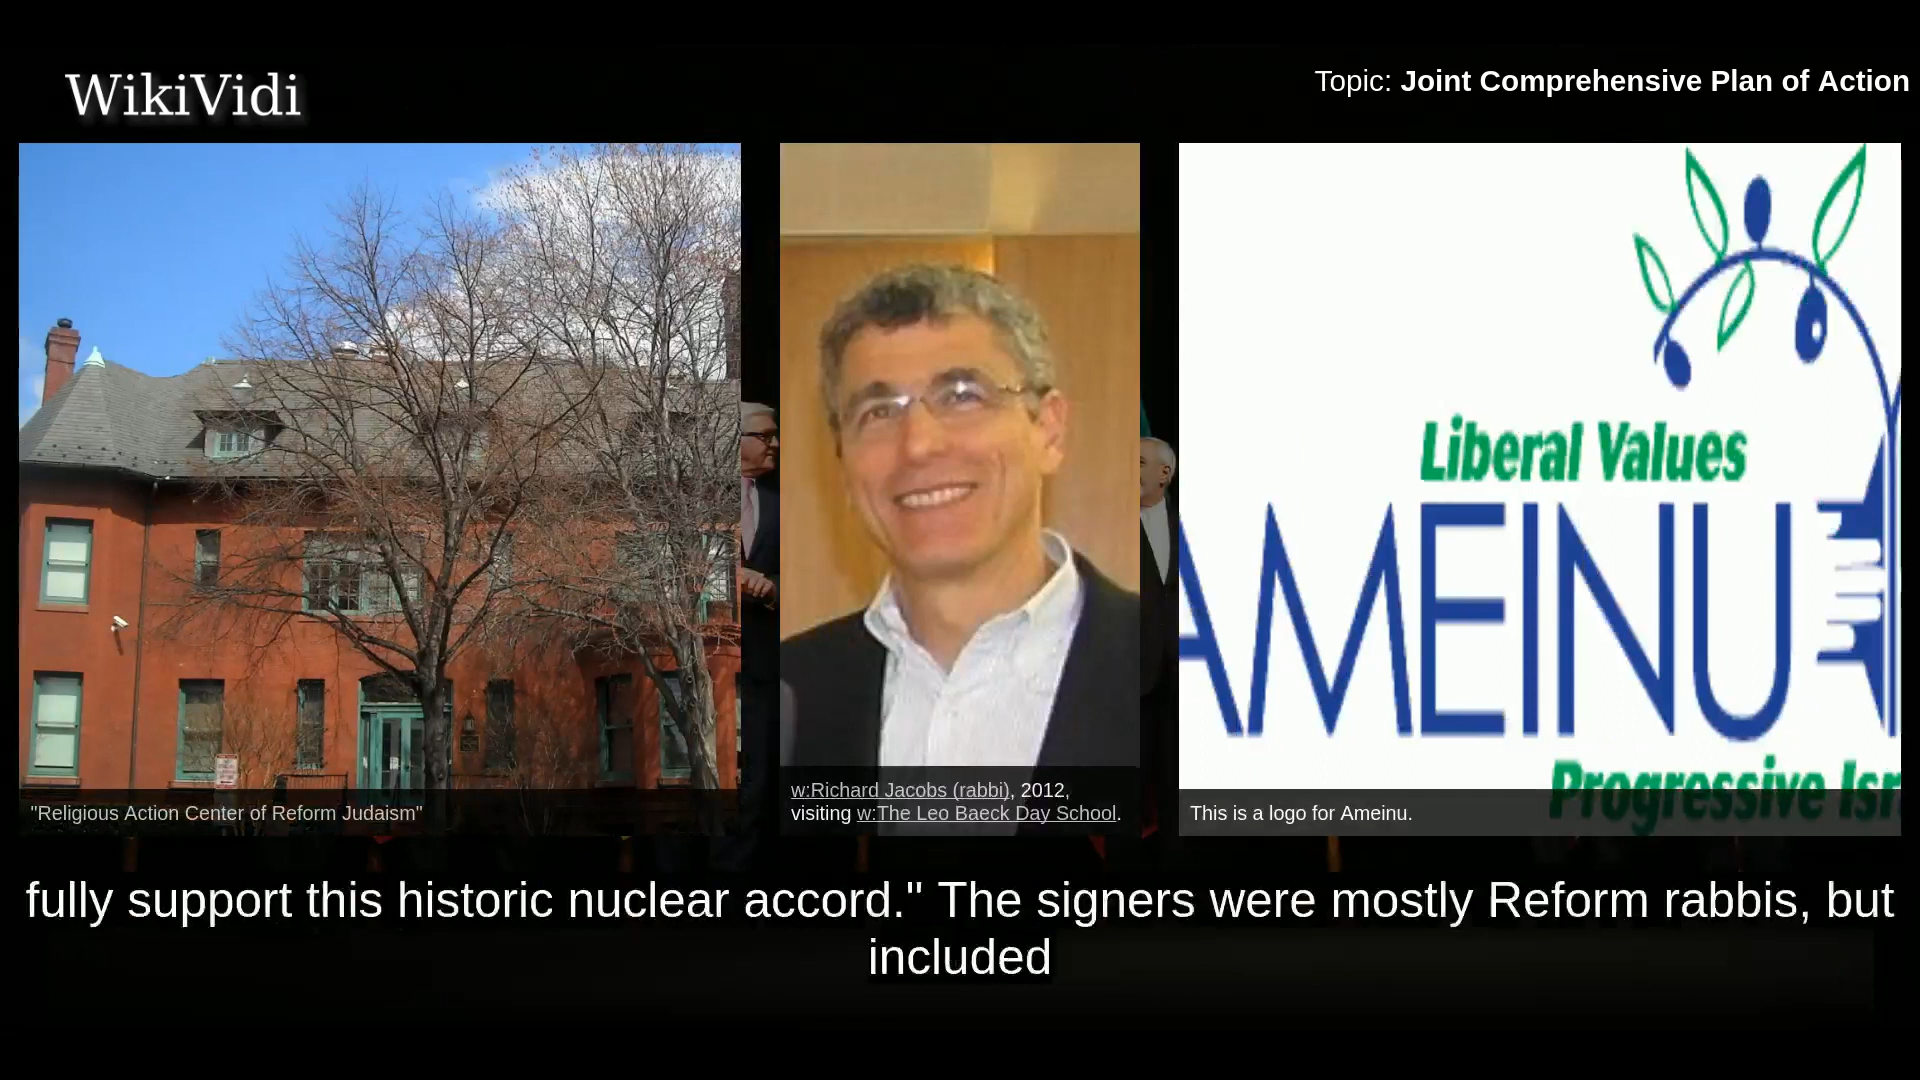 WikiVidi
Topic: Joint Comprehensive Plan of Action
Liberal Values
AMEINU
Progressive Isr
"Religious Action Center of Reform Judaism"
w:Richard Jacobs (rabbi), 2012,
visiting w:The Leo Baeck Day School.
This is a logo for Ameinu.
fully support this historic nuclear accord." The signers were mostly Reform rabbis, but
included